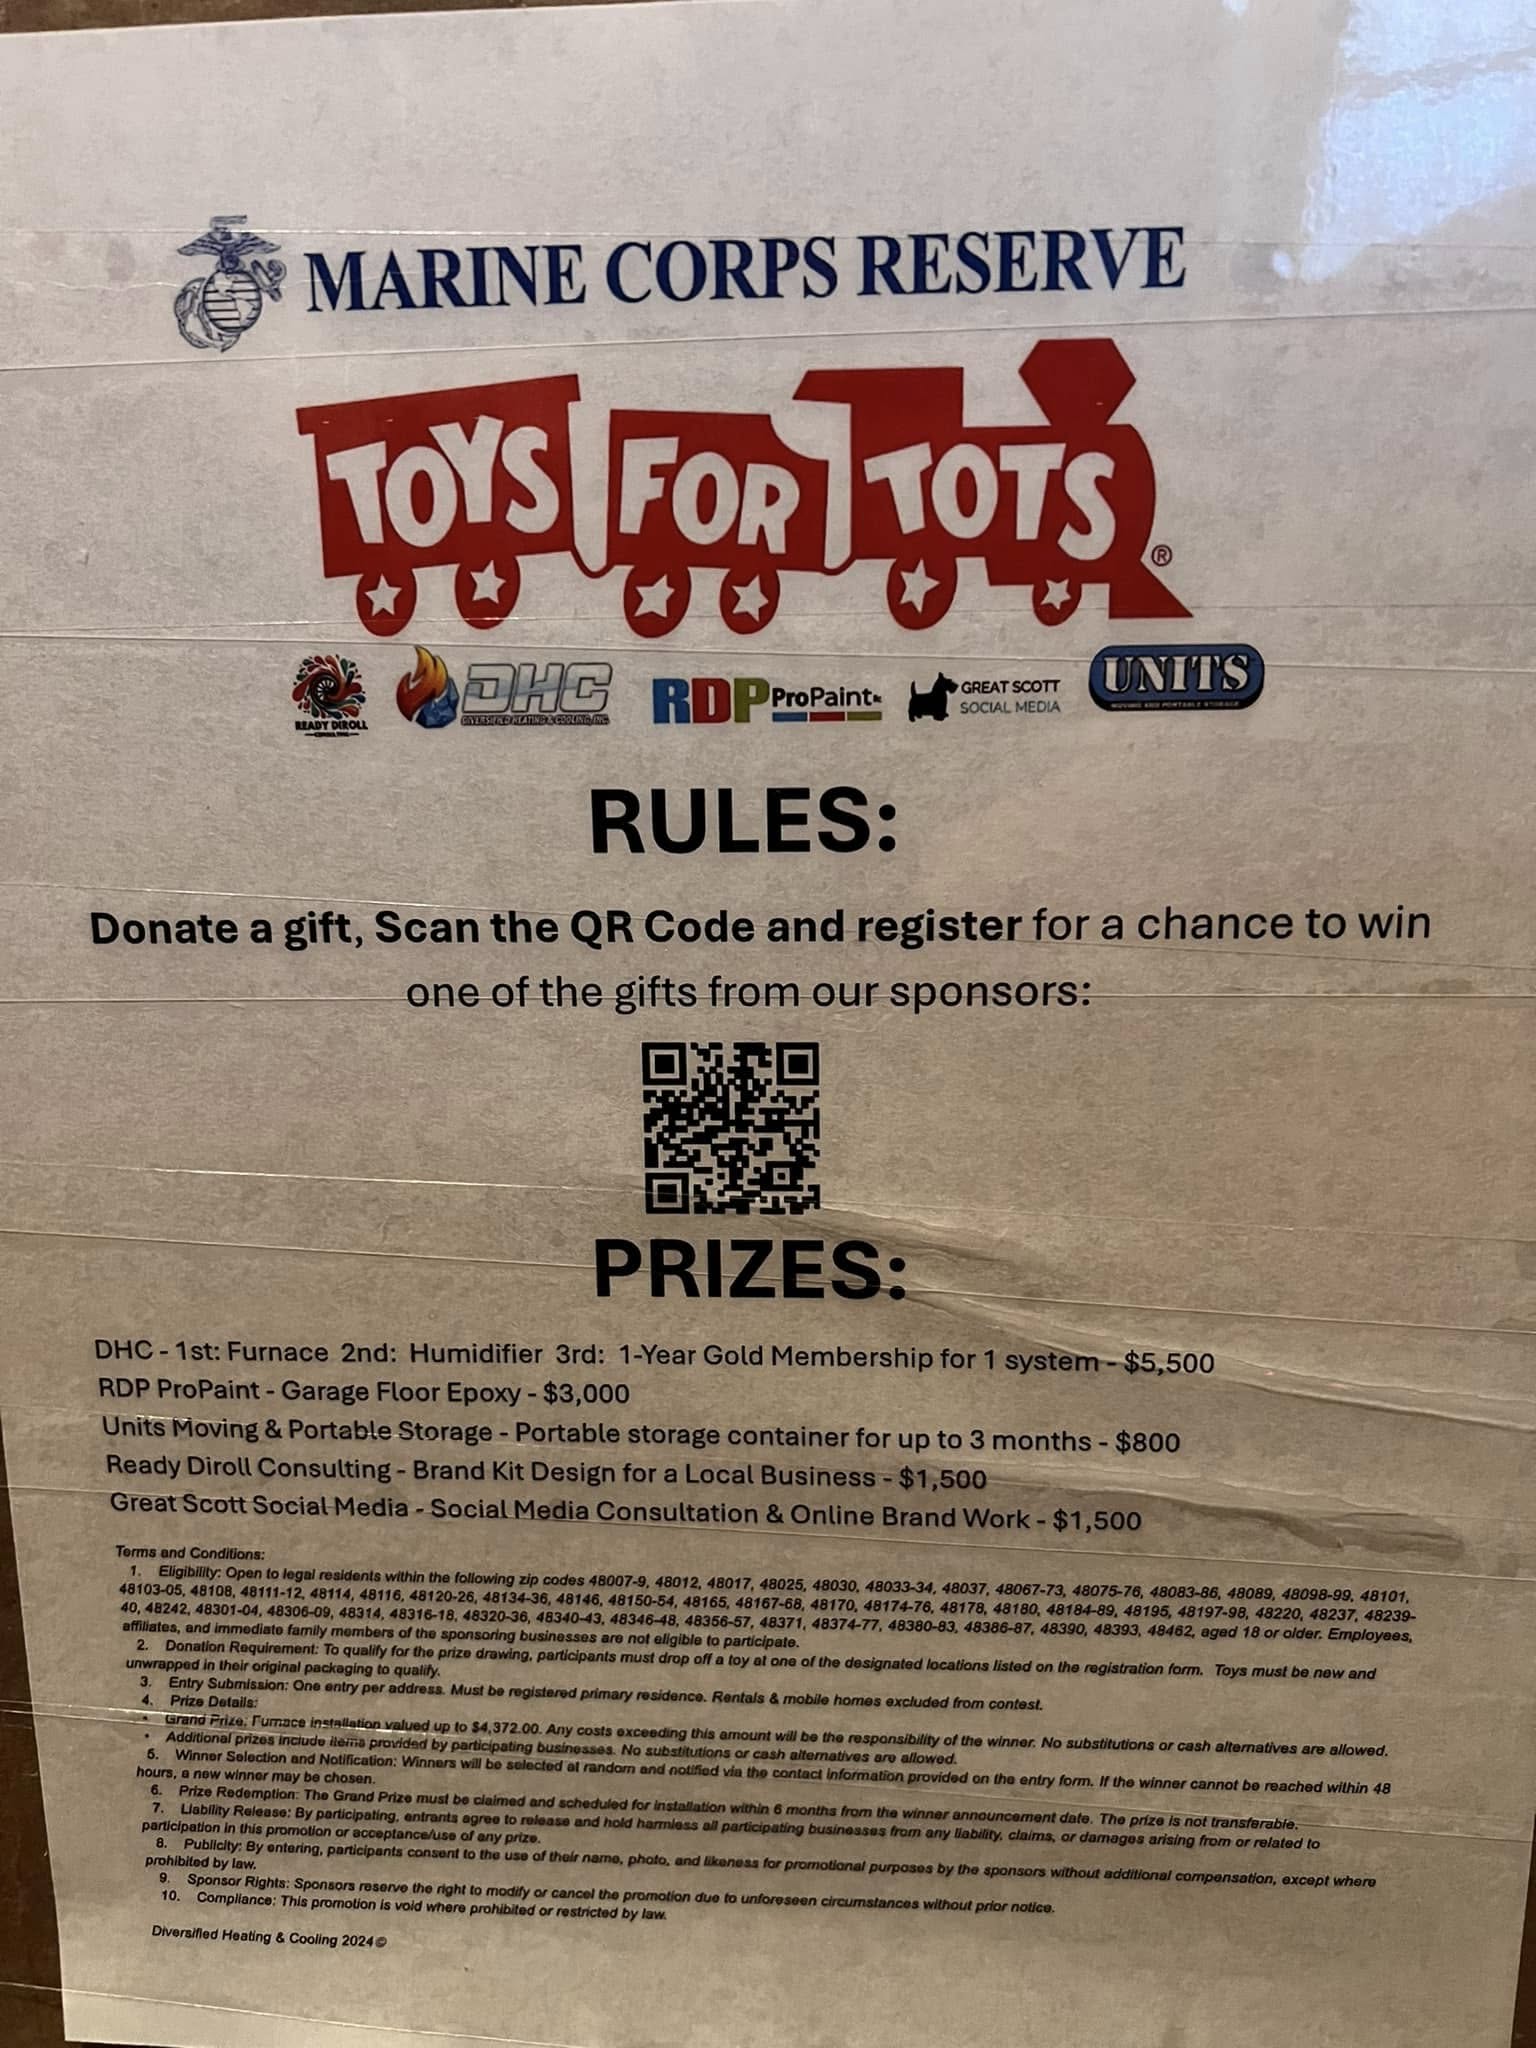 MARINE CORPS RESERVE
TOYS FOR TOTS ®
READY DIROLL
DHC
DIVERSIFIED HEATING & COOLING, INC.
RDP ProPaint
GREAT SCOTT
SOCIAL MEDIA
UNITS
MOVING AND PORTABLE STORAGE
RULES:
Donate a gift, Scan the QR Code and register for a chance to win
one of the gifts from our sponsors:
PRIZES:
DHC - 1st: Furnace 2nd: Humidifier 3rd: 1-Year Gold Membership for 1 system - $5,500
RDP ProPaint - Garage Floor Epoxy - $3,000
Units Moving & Portable Storage - Portable storage container for up to 3 months - $800
Ready Diroll Consulting - Brand Kit Design for a Local Business - $1,500
Great Scott Social Media - Social Media Consultation & Online Brand Work - $1,500
Terms and Conditions:
1. Eligibility: Open to legal residents within the following zip codes 48007-9, 48012, 48017, 48025, 48030, 48033-34, 48037, 48067-73, 48075-76, 48083-86, 48089, 48098-99, 48101,
48103-05, 48108, 48111-12, 48114, 48116, 48120-26, 48134-36, 48146, 48150-54, 48165, 48167-68, 48170, 48174-76, 48178, 48180, 48184-89, 48195, 48197-98, 48220, 48237, 48239-
40, 48242, 48301-04, 48306-09, 48314, 48316-18, 48320-36, 48340-43, 48346-48, 48356-57, 48371, 48374-77, 48380-83, 48386-87, 48390, 48393, 48462, aged 18 or older. Employees,
affiliates, and immediate family members of the sponsoring businesses are not eligible to participate.
2. Donation Requirement: To qualify for the prize drawing, participants must drop off a toy at one of the designated locations listed on the registration form. Toys must be new and
unwrapped in their original packaging to qualify.
3. Entry Submission: One entry per address. Must be registered primary residence. Rentals & mobile homes excluded from contest.
4. Prize Details:
• Grand Prize: Furnace installation valued up to $4,372.00. Any costs exceeding this amount will be the responsibility of the winner. No substitutions or cash alternatives are allowed.
• Additional prizes include items provided by participating businesses. No substitutions or cash alternatives are allowed.
5. Winner Selection and Notification: Winners will be selected at random and notified via the contact information provided on the entry form. If the winner cannot be reached within 48
hours, a new winner may be chosen.
6. Prize Redemption: The Grand Prize must be claimed and scheduled for installation within 6 months from the winner announcement date. The prize is not transferable.
7. Liability Release: By participating, entrants agree to release and hold harmless all participating businesses from any liability, claims, or damages arising from or related to
participation in this promotion or acceptance/use of any prize.
8. Publicity: By entering, participants consent to the use of their name, photo, and likeness for promotional purposes by the sponsors without additional compensation, except where
prohibited by law.
9. Sponsor Rights: Sponsors reserve the right to modify or cancel the promotion due to unforeseen circumstances without prior notice.
10. Compliance: This promotion is void where prohibited or restricted by law.
Diversified Heating & Cooling 2024©